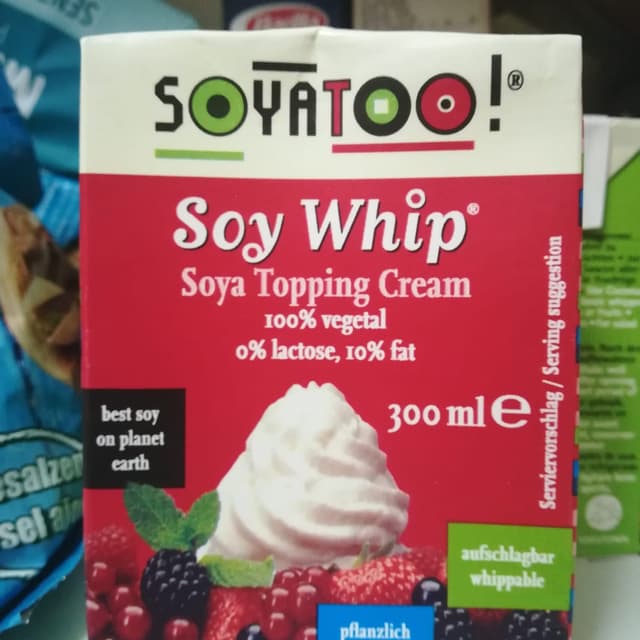 SOYATOO!®
Soy Whip®
Soya Topping Cream
100% vegetal
0% lactose, 10% fat
300 ml e
best soy
on planet
earth
Serviervorschlag / Serving suggestion
aufschlagbar
whippable
pflanzlich